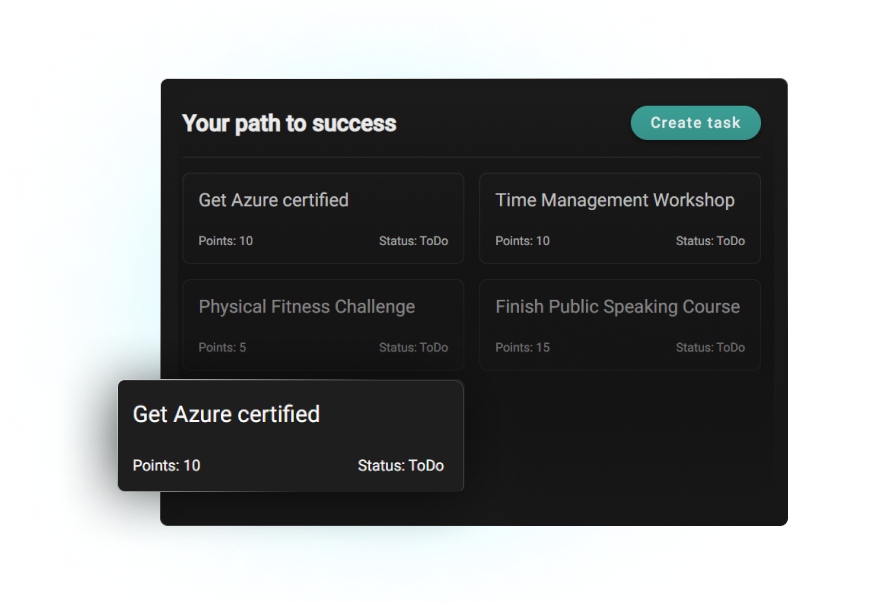 Your path to success
Create task
Get Azure certified
Points: 10
Status: ToDo
Time Management Workshop
Points: 10
Status: ToDo
Physical Fitness Challenge
Points: 5
Status: ToDo
Finish Public Speaking Course
Points: 15
Status: ToDo
Get Azure certified
Points: 10
Status: ToDo